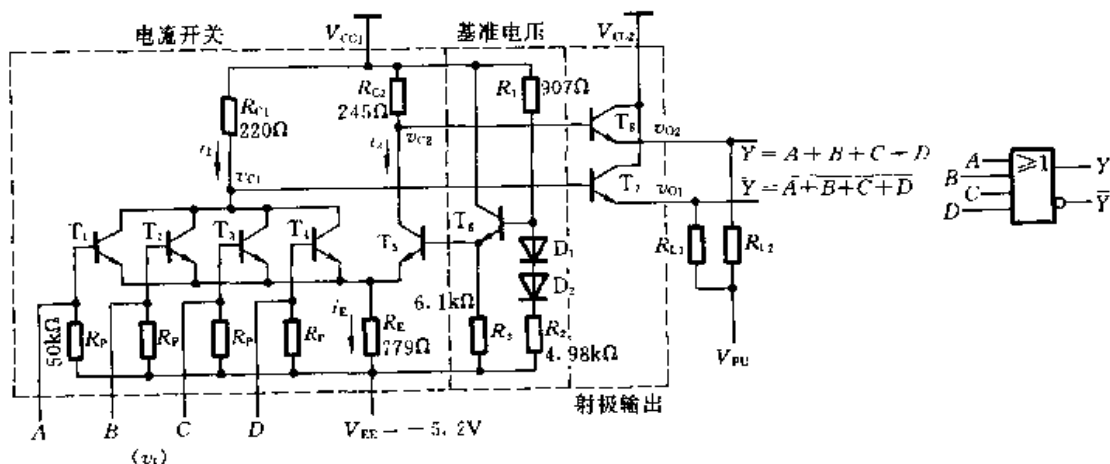 电流开关
基准电压
V_CC1
V_CC2
R_C1
220Ω
R_C2
245Ω
R_1
907Ω
i_1
i_2
v_C1
v_C2
T_8
T_7
v_O2
v_O1
Y=A+B+C+D
Ȳ=\overline{A+B+C+D}
A
B
C
D
≥1
Y
Ȳ
T_1
T_2
T_3
T_4
T_5
T_6
D_1
D_2
R_L1
R_L2
50kΩ
R_P
R_P
R_P
R_P
i_E
R_E
779Ω
6.1kΩ
R_3
R_2
4.98kΩ
V_PU
射极输出
A
B
C
D
V_EE--5.2V
(v_I)